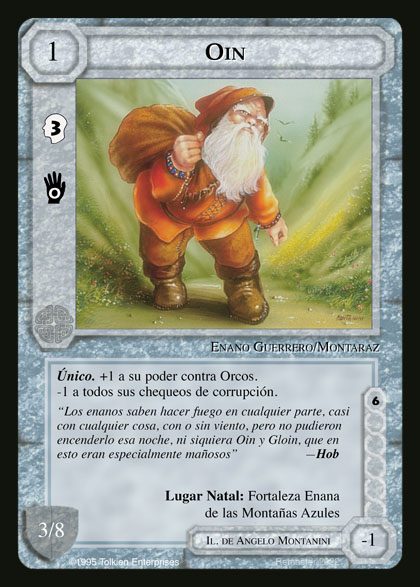 1
Oin
3
Enano Guerrero/Montaraz
Único. +1 a su poder contra Orcos.
-1 a todos sus chequeos de corrupción.
“Los enanos saben hacer fuego en cualquier parte, casi
con cualquier cosa, con o sin viento, pero no pudieron
encenderlo esa noche, ni siquiera Oin y Gloin, que en
esto eran especialmente mañosos” –Hob
6
Lugar Natal: Fortaleza Enana
de las Montañas Azules
3/8
Il. de Angelo Montanini
-1
©1995 Tolkien Enterprises